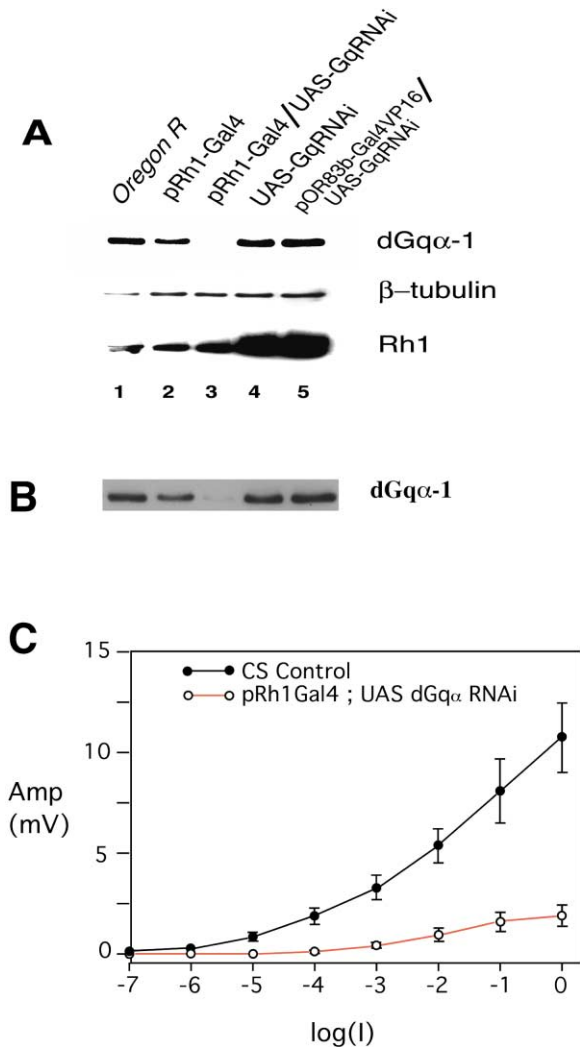 A
Oregon R
pRh1-Gal4
pRh1-Gal4/UAS-GqRNAi
UAS-GqRNAi
pOR83b-Gal4VP16/
UAS-GqRNAi
dGqα-1
β–tubulin
Rh1
1 2 3 4 5
B
dGqα-1
C
15
10
5
0
Amp
(mV)
CS Control
pRh1Gal4 ; UAS dGqα RNAi
-7 -6 -5 -4 -3 -2 -1 0
log(I)